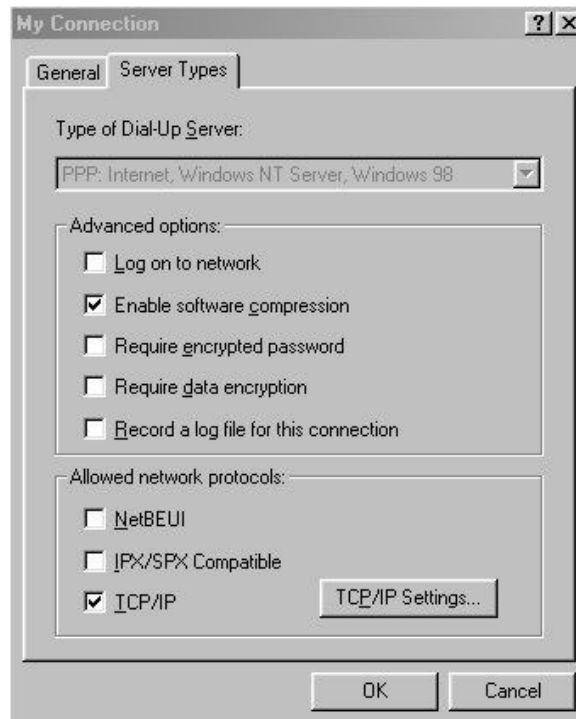 My Connection
General
Server Types
Type of Dial-Up Server:
PPP: Internet, Windows NT Server, Windows 98
Advanced options:
Log on to network
Enable software compression
Require encrypted password
Require data encryption
Record a log file for this connection
Allowed network protocols:
NetBEUI
IPX/SPX Compatible
TCP/IP
TCP/IP Settings...
OK
Cancel